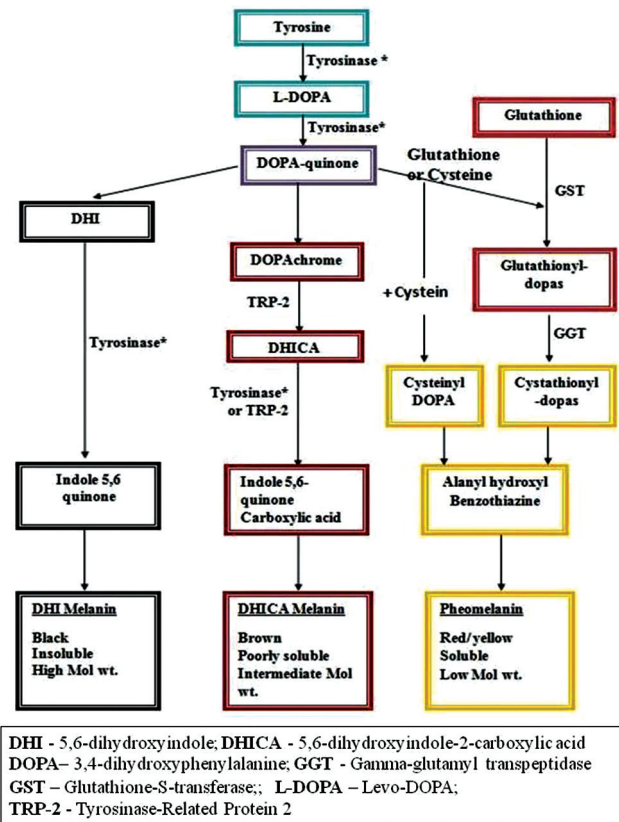 Tyrosine
Tyrosinase *
L-DOPA
Tyrosinase*
DOPA-quinone
Glutathione
Glutathione
or Cysteine
GST
DHI
DOPAchrome
Glutathionyl-
dopas
TRP-2
+Cystein
GGT
Tyrosinase*
DHICA
Cysteinyl
DOPA
Cystathionyl
-dopas
Tyrosinase*
or TRP-2
Indole 5,6
quinone
Indole 5,6-
quinone
Carboxylic acid
Alanyl hydroxyl
Benzothiazine
DHI Melanin
Black
Insoluble
High Mol wt.
DHICA Melanin
Brown
Poorly soluble
Intermediate Mol
wt.
Pheomelanin
Red/yellow
Soluble
Low Mol wt.
DHI - 5,6-dihydroxyindole; DHICA - 5,6-dihydroxyindole-2-carboxylic acid
DOPA– 3,4-dihydroxyphenylalanine; GGT - Gamma-glutamyl transpeptidase
GST – Glutathione-S-transferase;; L-DOPA – Levo-DOPA;
TRP-2 - Tyrosinase-Related Protein 2